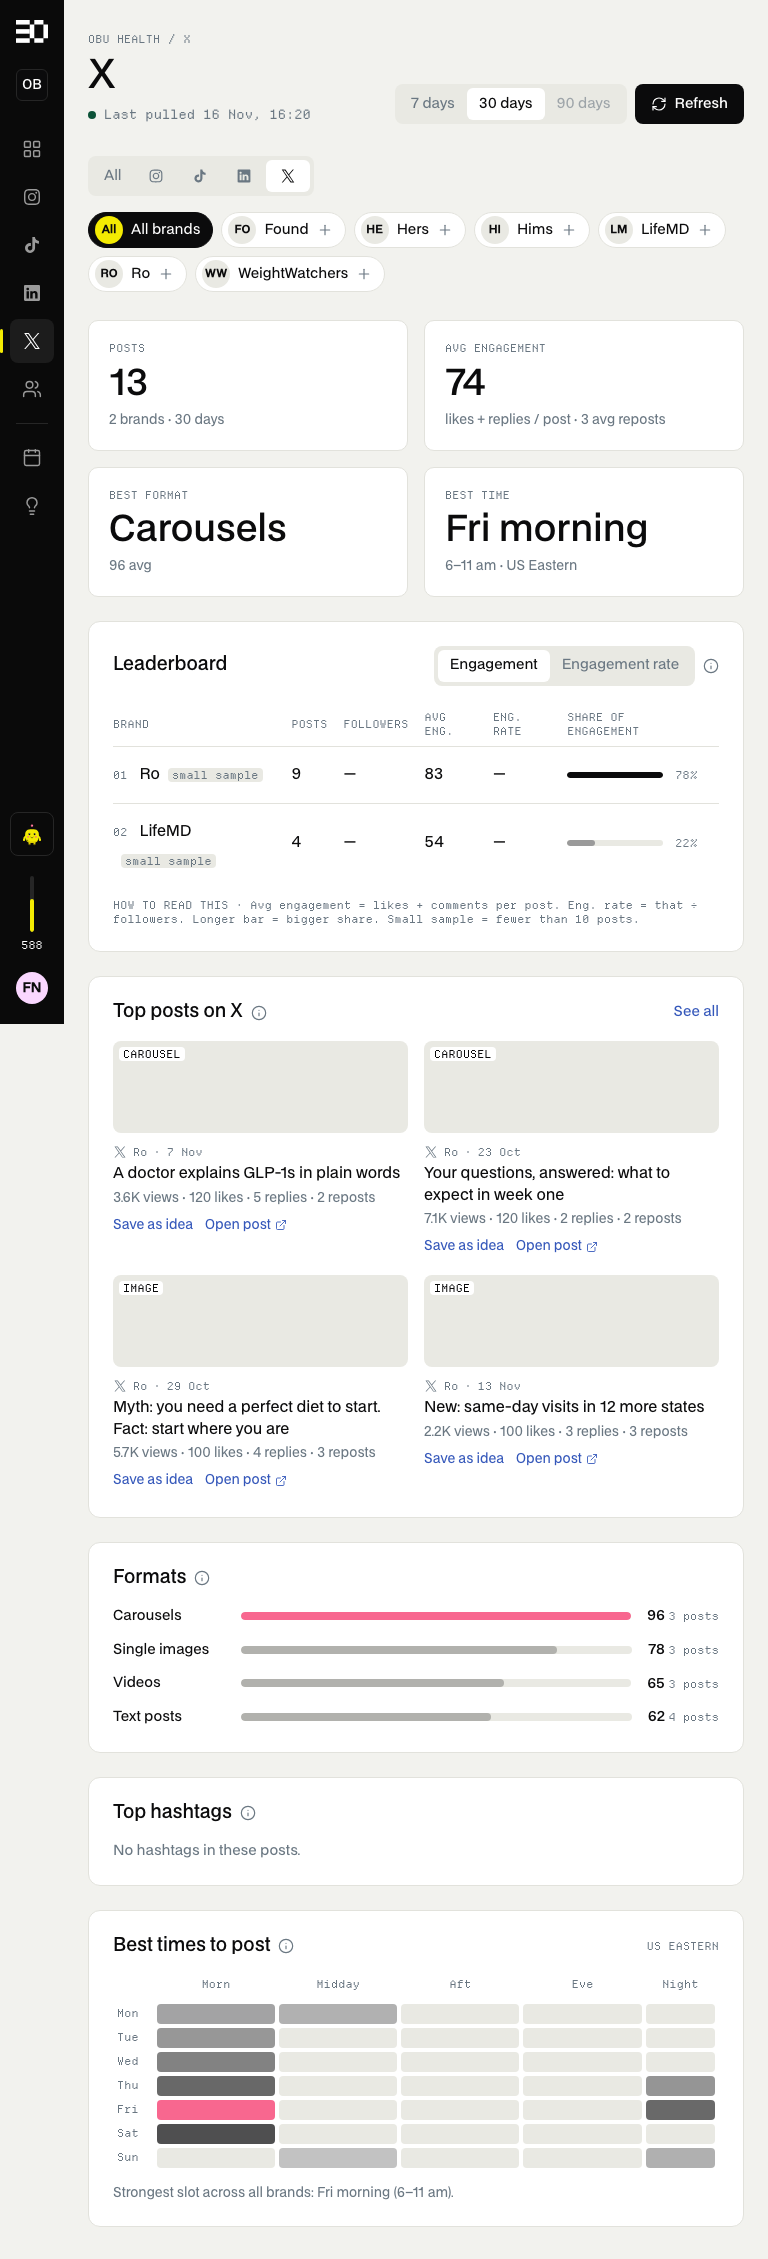 OBU HEALTH / X
X
Last pulled 16 Nov, 16:20
7 days 30 days 90 days Refresh
OB
All
All All brands FO Found HE Hers HI Hims LM LifeMD
RO Ro WW WeightWatchers
POSTS
13
2 brands · 30 days
AVG ENGAGEMENT
74
likes + replies / post · 3 avg reposts
BEST FORMAT
Carousels
96 avg
BEST TIME
Fri morning
6–11 am · US Eastern
Leaderboard
Engagement Engagement rate
BRAND POSTS FOLLOWERS AVG ENG. ENG. RATE SHARE OF ENGAGEMENT
01 Ro small sample 9 — 83 — 78%
02 LifeMD small sample 4 — 54 — 22%
HOW TO READ THIS · Avg engagement = likes + comments per post. Eng. rate = that ÷
followers. Longer bar = bigger share. Small sample = fewer than 10 posts.
588
FN
Top posts on X
See all
CAROUSEL
Ro · 7 Nov
A doctor explains GLP-1s in plain words
3.6K views · 120 likes · 5 replies · 2 reposts
Save as idea Open post
CAROUSEL
Ro · 23 Oct
Your questions, answered: what to
expect in week one
7.1K views · 120 likes · 2 replies · 2 reposts
Save as idea Open post
IMAGE
Ro · 29 Oct
Myth: you need a perfect diet to start.
Fact: start where you are
5.7K views · 100 likes · 4 replies · 3 reposts
Save as idea Open post
IMAGE
Ro · 13 Nov
New: same-day visits in 12 more states
2.2K views · 100 likes · 3 replies · 3 reposts
Save as idea Open post
Formats
Carousels 96 3 posts
Single images 78 3 posts
Videos 65 3 posts
Text posts 62 4 posts
Top hashtags
No hashtags in these posts.
Best times to post
US EASTERN
Morn Midday Aft Eve Night
Mon
Tue
Wed
Thu
Fri
Sat
Sun
Strongest slot across all brands: Fri morning (6–11 am).